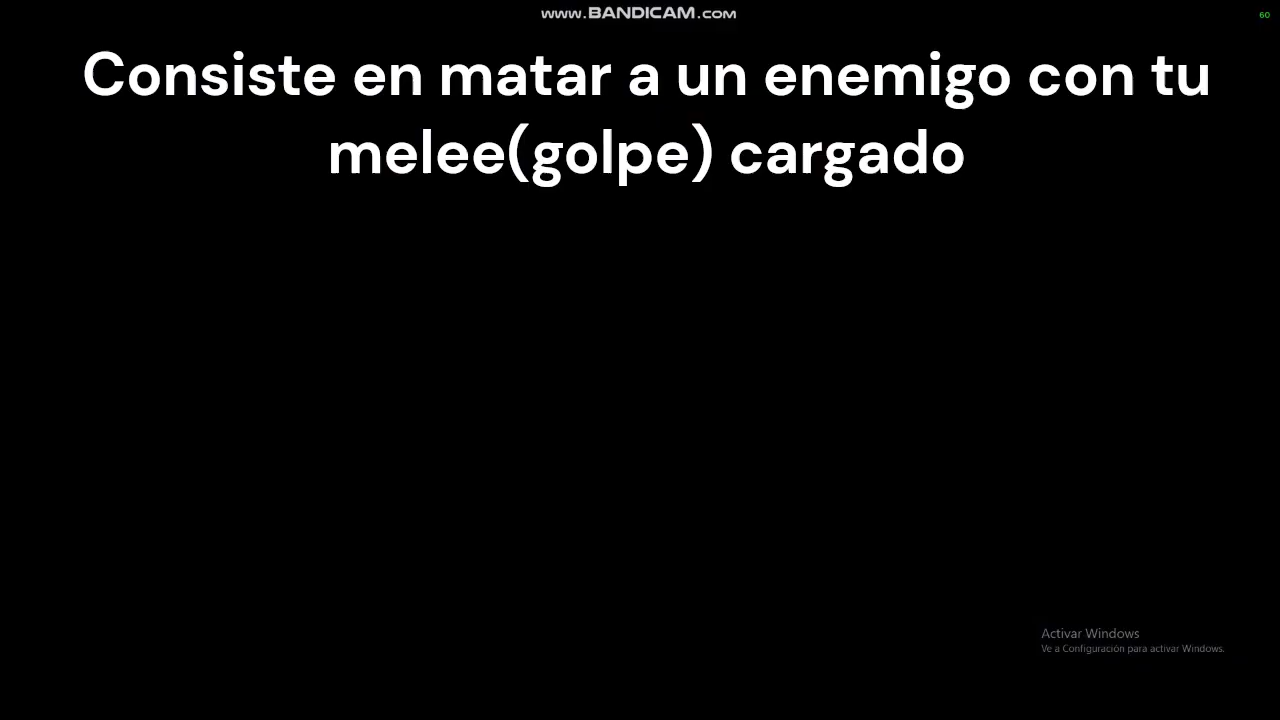 www.BANDICAM.com
60
Consiste en matar a un enemigo con tu
melee(golpe) cargado
Activar Windows
Ve a Configuración para activar Windows.